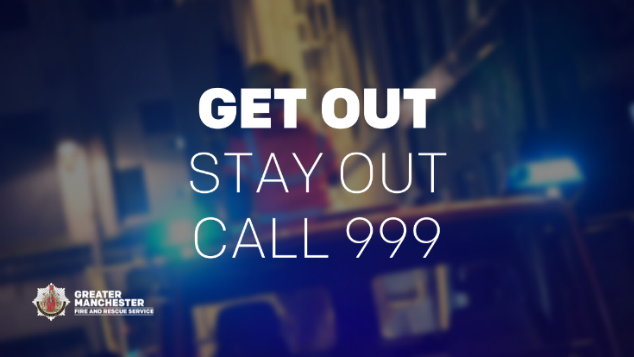 GET OUT
STAY OUT
CALL 999
GREATER
MANCHESTER
FIRE AND RESCUE SERVICE